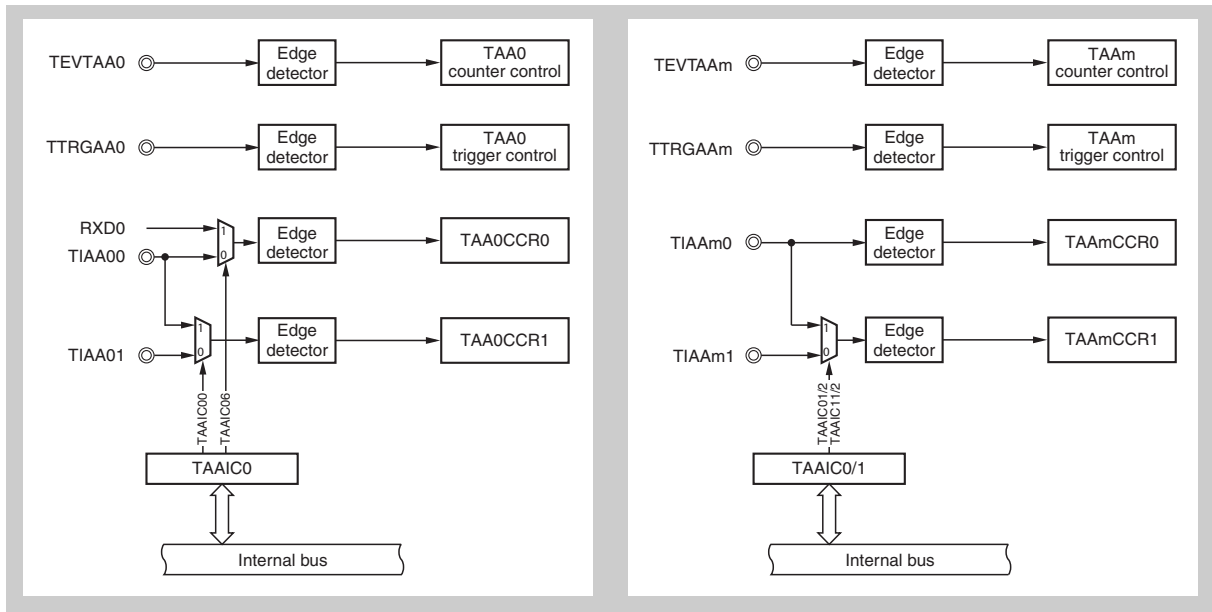 TEVTAA0
Edge
detector
TAA0
counter control
TTRGAA0
Edge
detector
TAA0
trigger control
RXD0
TIAA00
1
0
Edge
detector
TAA0CCR0
TIAA01
1
0
Edge
detector
TAA0CCR1
TAAIC00
TAAIC06
TAAIC0
Internal bus
TEVTAAm
Edge
detector
TAAm
counter control
TTRGAAm
Edge
detector
TAAm
trigger control
TIAAm0
Edge
detector
TAAmCCR0
TIAAm1
1
0
Edge
detector
TAAmCCR1
TAAIC01/2
TAAIC11/2
TAAIC0/1
Internal bus